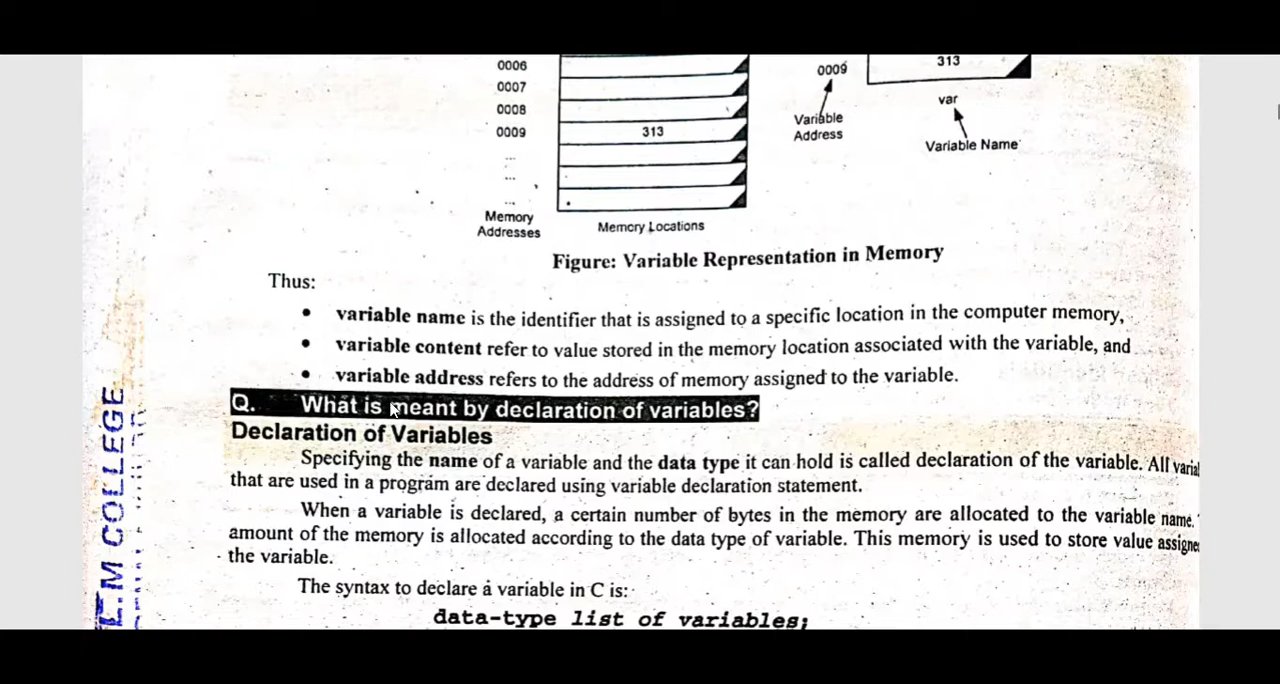 0006
0007
0008
0009 313
...
...
...
Memory Addresses
Memory Locations
313
0009
var
Variable Address
Variable Name
Figure: Variable Representation in Memory
Thus:
• variable name is the identifier that is assigned to a specific location in the computer memory,
• variable content refer to value stored in the memory location associated with the variable, and
• variable address refers to the address of memory assigned to the variable.
Q. What is meant by declaration of variables?
Declaration of Variables
Specifying the name of a variable and the data type it can hold is called declaration of the variable. All
that are used in a program are declared using variable declaration statement.
When a variable is declared, a certain number of bytes in the memory are allocated to the variable name.
amount of the memory is allocated according to the data type of variable. This memory is used to store value
the variable.
The syntax to declare a variable in C is:
data-type list of variables;
COLLEGE